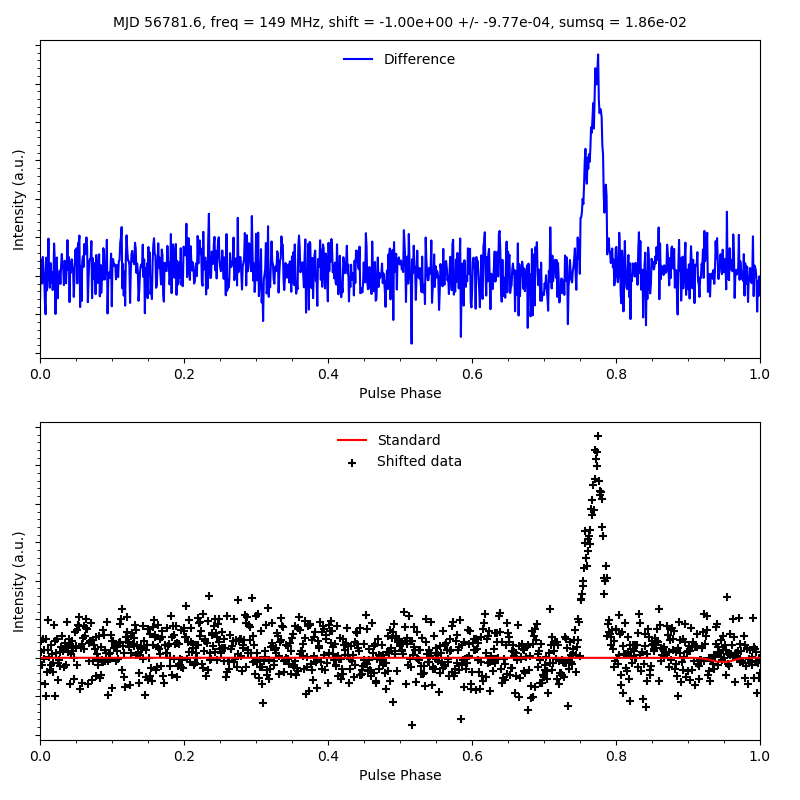 MJD 56781.6, freq = 149 MHz, shift = -1.00e+00 +/- -9.77e-04, sumsq = 1.86e-02
Difference
Intensity (a.u.)
0.0 0.2 0.4 0.6 0.8 1.0
Pulse Phase
Standard
Shifted data
Intensity (a.u.)
0.0 0.2 0.4 0.6 0.8 1.0
Pulse Phase